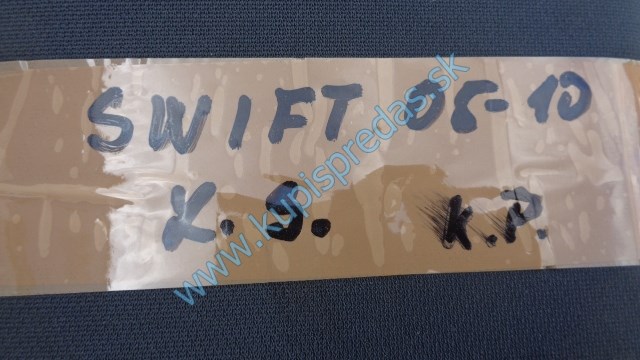 SWIFT 05-10
L. S. K.P.
www.kupispredas.sk